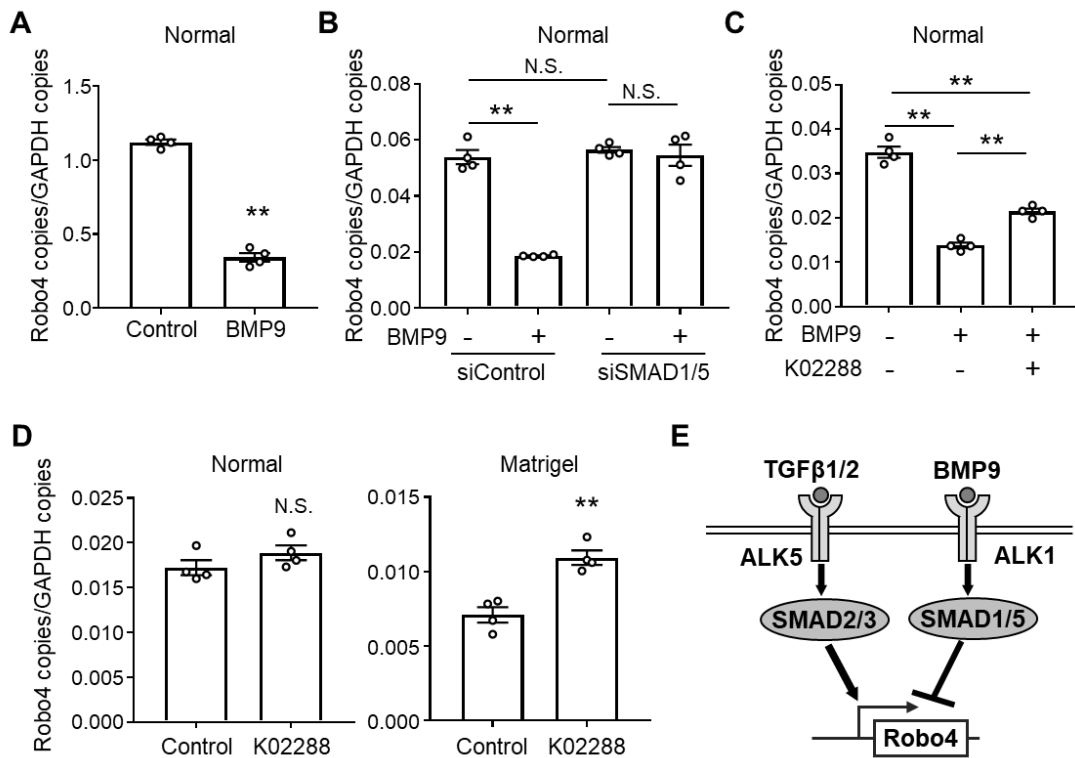 A
Normal
Robo4 copies/GAPDH copies
1.5
1.0
0.5
0.0
**
Control BMP9
B
Normal
Robo4 copies/GAPDH copies
0.08
0.06
0.04
0.02
0.00
N.S.
**
N.S.
BMP9 - + - +
siControl siSMAD1/5
C
Normal
Robo4 copies/GAPDH copies
0.05
0.04
0.03
0.02
0.01
0.00
**
**
**
BMP9 - + +
K02288 - - +
D
Normal
Robo4 copies/GAPDH copies
0.025
0.020
0.015
0.010
0.005
0.000
N.S.
Control K02288
Matrigel
0.015
0.010
0.005
0.000
**
Control K02288
E
TGFβ1/2 BMP9
ALK5 ALK1
SMAD2/3 SMAD1/5
Robo4